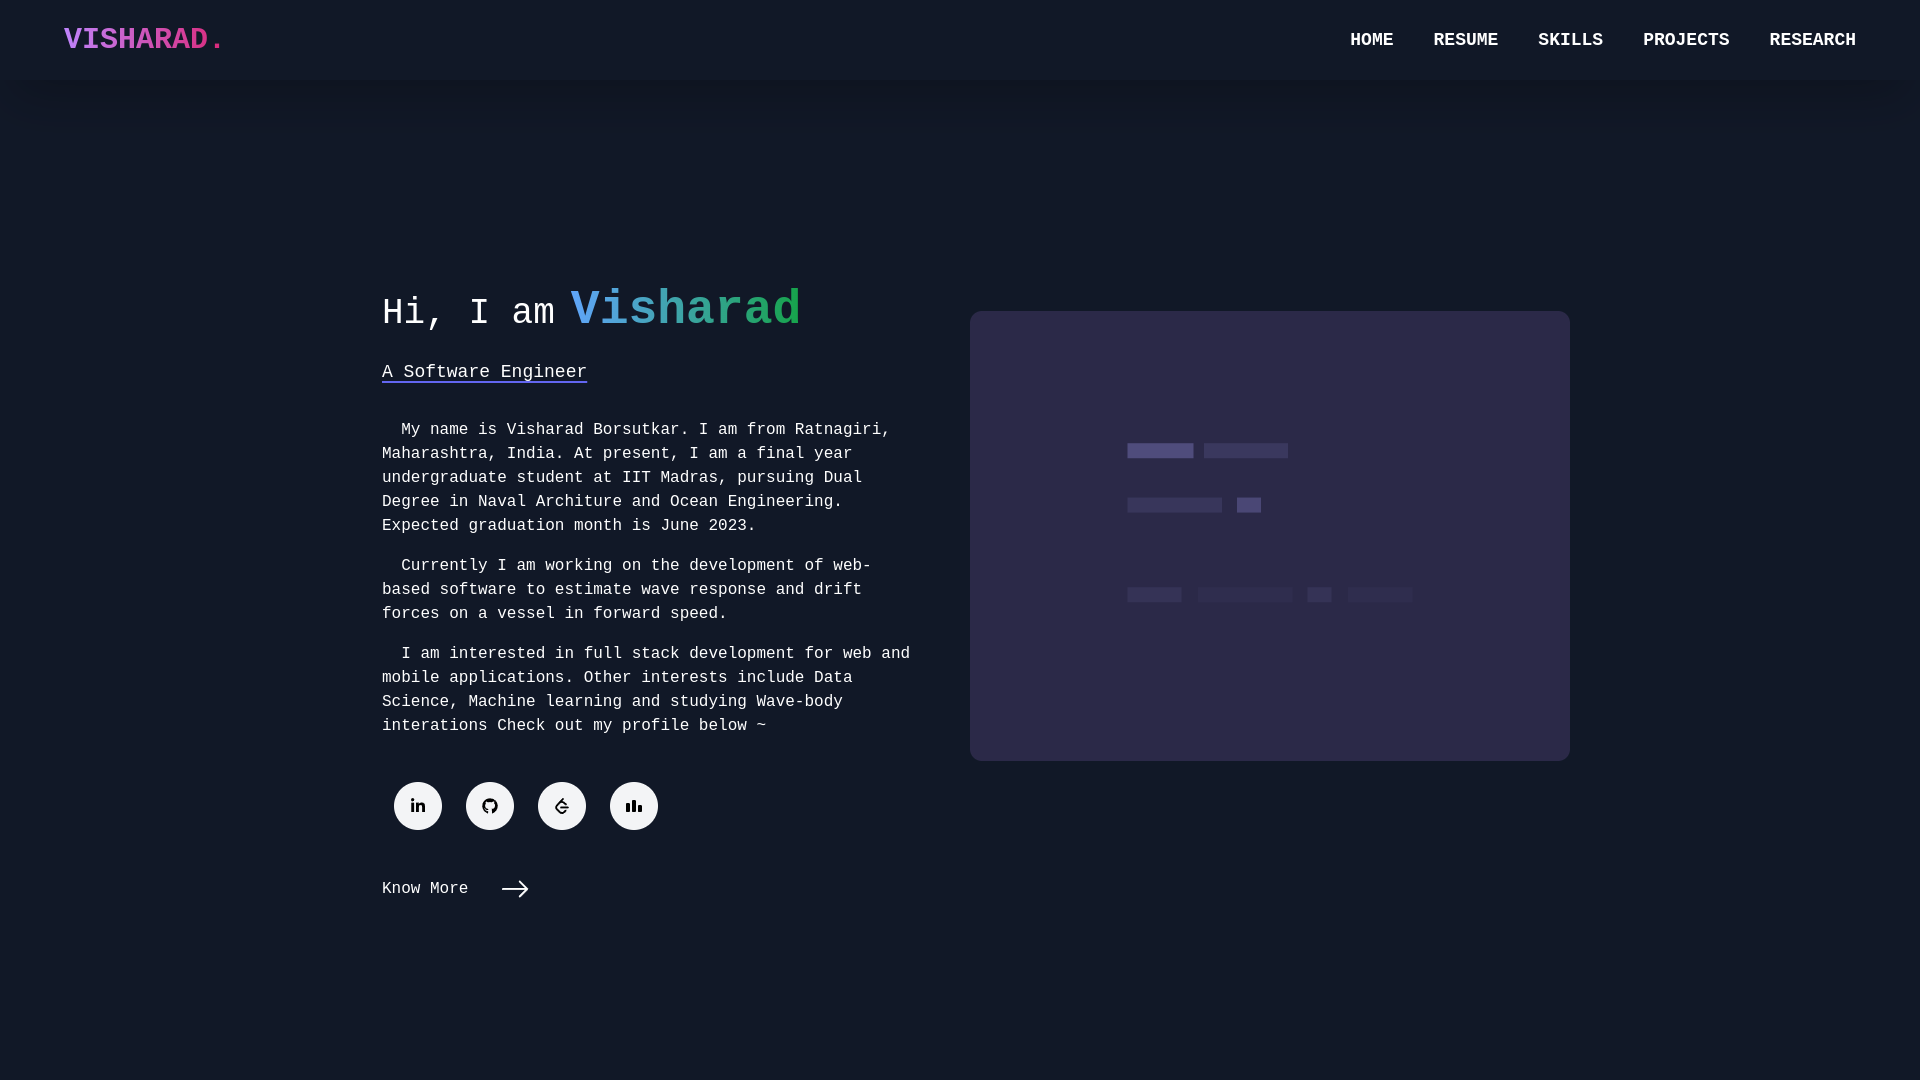 VISHARAD.
HOME RESUME SKILLS PROJECTS RESEARCH
Hi, I am Visharad
A Software Engineer
My name is Visharad Borsutkar. I am from Ratnagiri,
Maharashtra, India. At present, I am a final year
undergraduate student at IIT Madras, pursuing Dual
Degree in Naval Architure and Ocean Engineering.
Expected graduation month is June 2023.
Currently I am working on the development of web-
based software to estimate wave response and drift
forces on a vessel in forward speed.
I am interested in full stack development for web and
mobile applications. Other interests include Data
Science, Machine learning and studying Wave-body
interations Check out my profile below ~
Know More